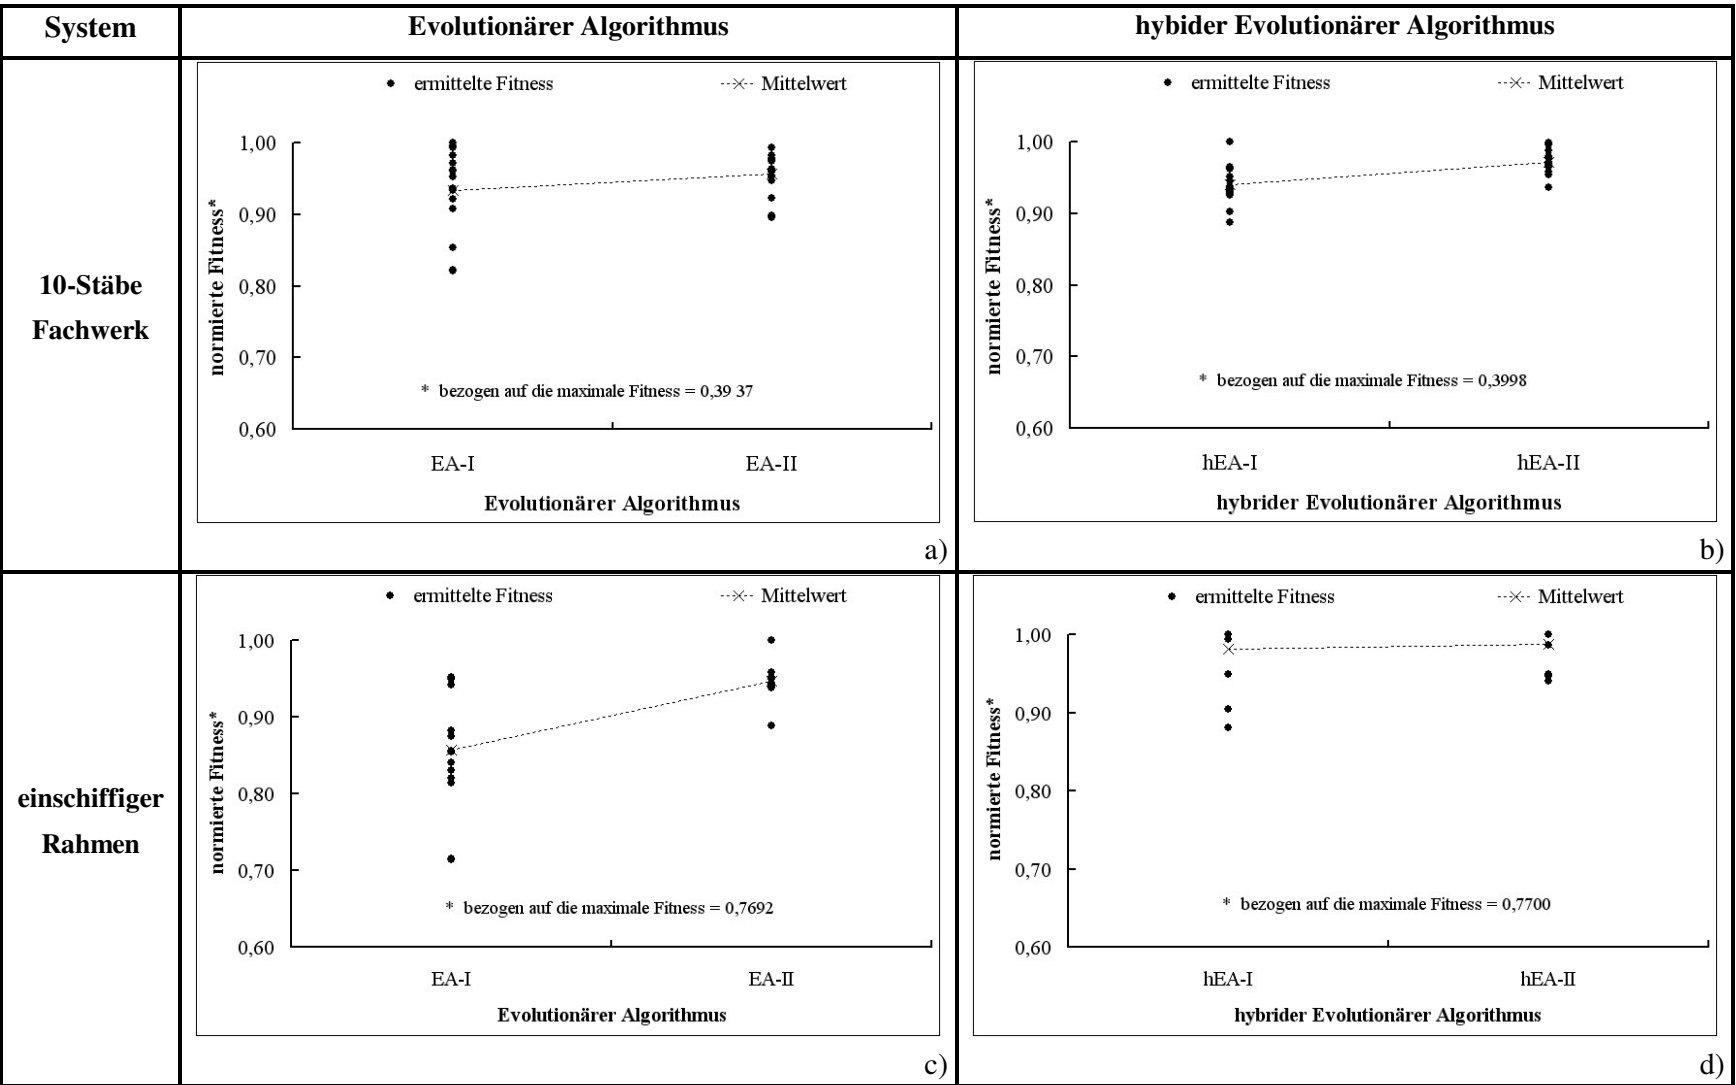 System
Evolutionärer Algorithmus
hybider Evolutionärer Algorithmus
10-Stäbe
Fachwerk
ermittelte Fitness
Mittelwert
normierte Fitness*
1,00
0,90
0,80
0,70
0,60
* bezogen auf die maximale Fitness = 0,39 37
EA-I
EA-II
Evolutionärer Algorithmus
a)
ermittelte Fitness
Mittelwert
normierte Fitness*
1,00
0,90
0,80
0,70
0,60
* bezogen auf die maximale Fitness = 0,3998
hEA-I
hEA-II
hybrider Evolutionärer Algorithmus
b)
einschiffiger
Rahmen
ermittelte Fitness
Mittelwert
normierte Fitness*
1,00
0,90
0,80
0,70
0,60
* bezogen auf die maximale Fitness = 0,7692
EA-I
EA-II
Evolutionärer Algorithmus
c)
ermittelte Fitness
Mittelwert
normierte Fitness*
1,00
0,90
0,80
0,70
0,60
* bezogen auf die maximale Fitness = 0,7700
hEA-I
hEA-II
hybrider Evolutionärer Algorithmus
d)